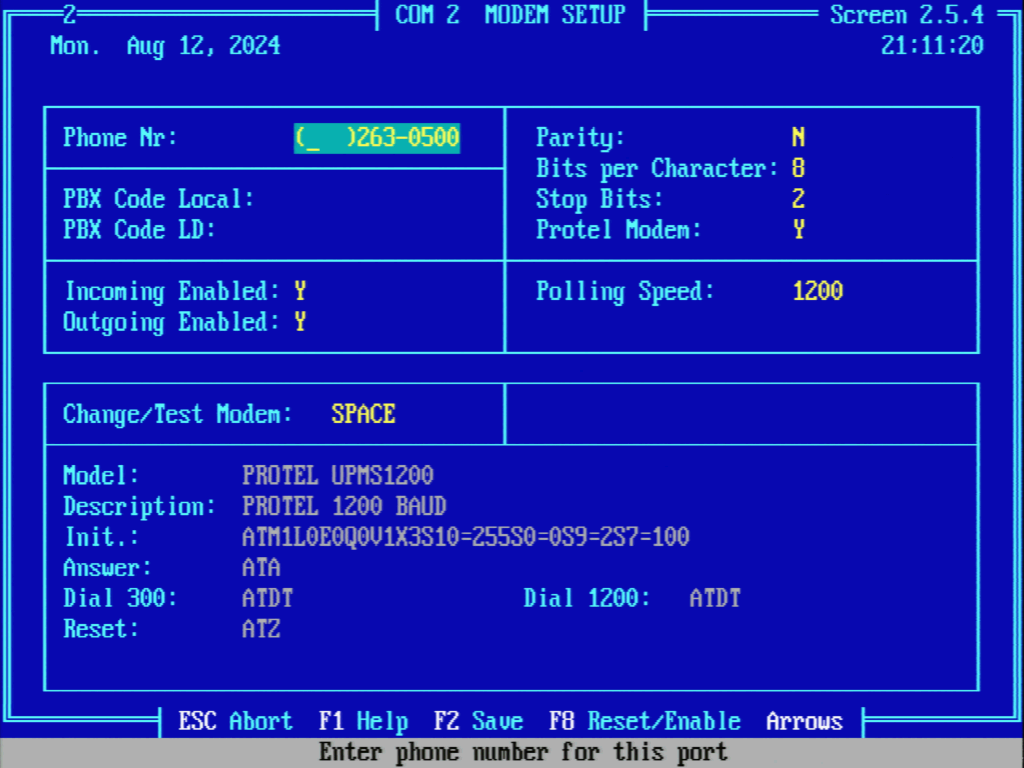 2 COM 2 MODEM SETUP Screen 2.5.4
Mon. Aug 12, 2024 21:11:20
Phone Nr: (_ )263-0500 Parity: N
Bits per Character: 8
PBX Code Local: Stop Bits: 2
PBX Code LD: Protel Modem: Y
Incoming Enabled: Y Polling Speed: 1200
Outgoing Enabled: Y
Change/Test Modem: SPACE
Model: PROTEL UPMS1200
Description: PROTEL 1200 BAUD
Init.: ATM1L0E0Q0V1X3S10=255S0=0S9=2S7=100
Answer: ATA
Dial 300: ATDT Dial 1200: ATDT
Reset: ATZ
ESC Abort F1 Help F2 Save F8 Reset/Enable Arrows
Enter phone number for this port